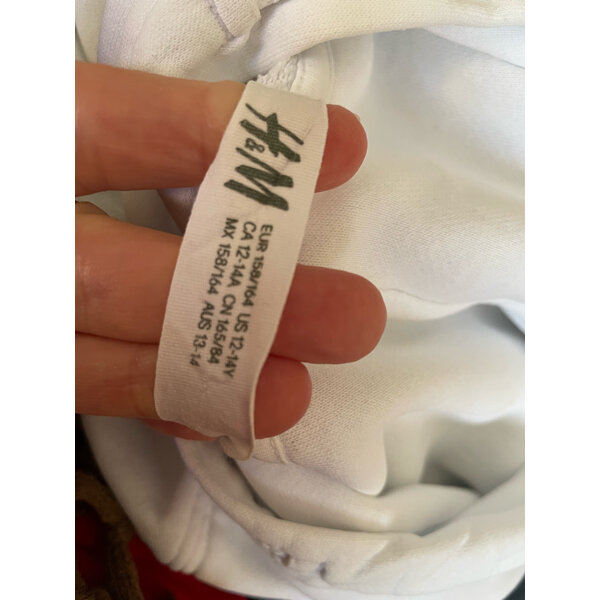 H&M
EUR 158/164 US 12-14Y
CA 12-14A CN 165/84
MX 158/164 AUS 13-14